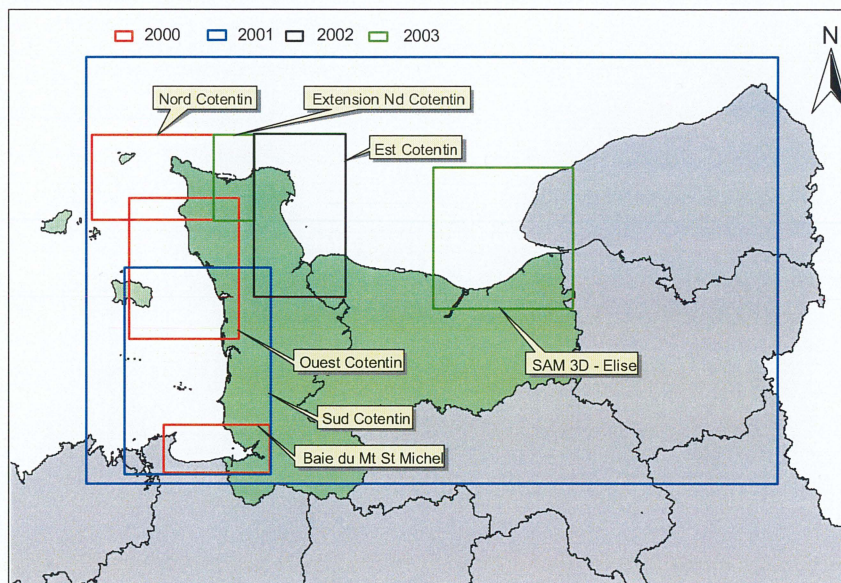 2000 2001 2002 2003
N
Nord Cotentin
Extension Nd Cotentin
Est Cotentin
Ouest Cotentin
SAM 3D - Elise
Sud Cotentin
Baie du Mt St Michel